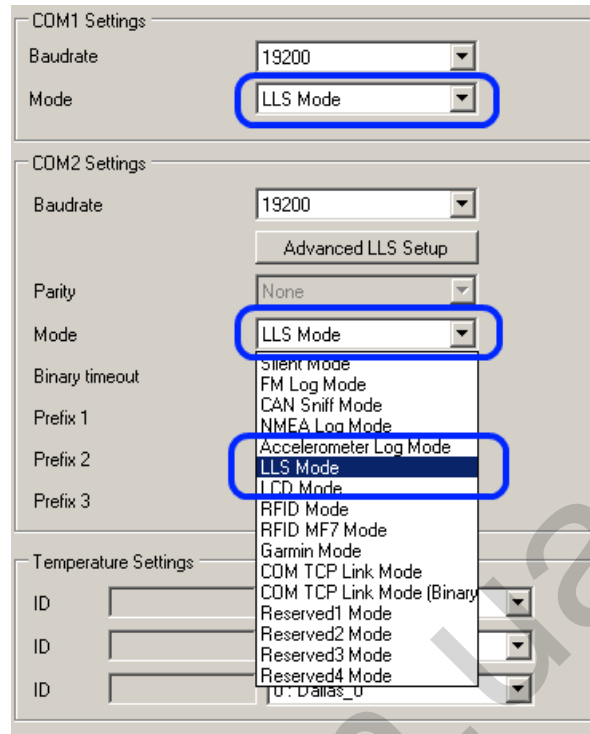 COM1 Settings
Baudrate 19200
Mode LLS Mode
COM2 Settings
Baudrate 19200
Advanced LLS Setup
Parity None
Mode LLS Mode
Silent Mode
Binary timeout
FM Log Mode
CAN Sniff Mode
Prefix 1
NMEA Log Mode
Accelerometer Log Mode
Prefix 2
LLS Mode
LCD Mode
Prefix 3
RFID Mode
RFID MF7 Mode
Garmin Mode
Temperature Settings
COM TCP Link Mode
COM TCP Link Mode (Binary
ID
Reserved1 Mode
Reserved2 Mode
ID
Reserved3 Mode
Reserved4 Mode
ID 0 : Dallas_0